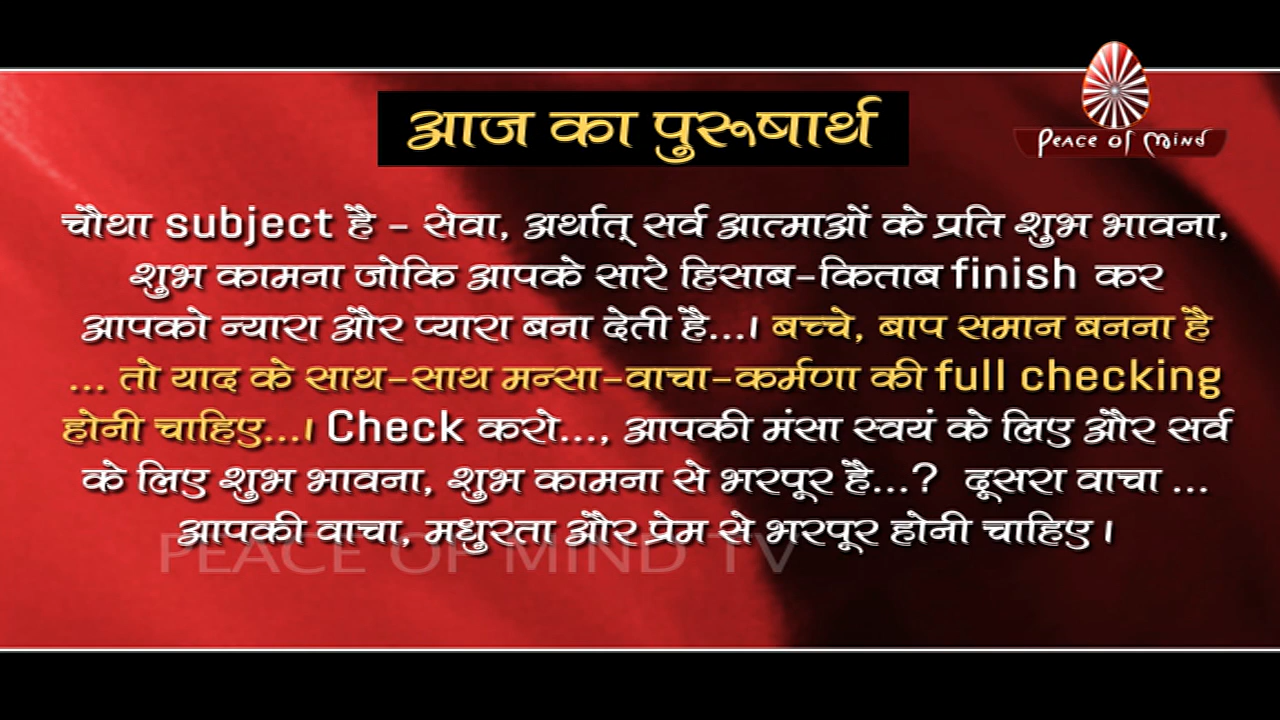 आज का पुरूषार्थ
Peace of Mind
चौथा subject है - सेवा, अर्थात् सर्व आत्माओं के प्रति शुभ भावना,
शुभ कामना जोकि आपके सारे हिसाब-किताब finish कर
आपको न्यारा और प्यारा बना देती है...। बच्चे, बाप समान बनना है
... तो याद के साथ-साथ मन्सा-वाचा-कर्मणा की full checking
होनी चाहिए...। Check करो..., आपकी मंसा स्वयं के लिए और सर्व
के लिए शुभ भावना, शुभ कामना से भरपूर है...? दूसरा वाचा ...
आपकी वाचा, मधुरता और प्रेम से भरपूर होनी चाहिए।
PEACE OF MIND TV